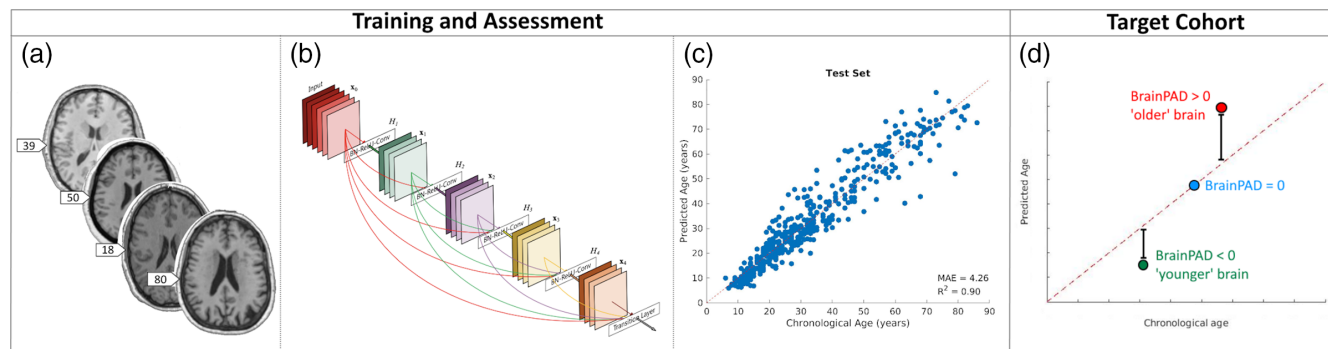 Training and Assessment
Target Cohort
(a)
39
50
18
80
(b)
Input
x0
H1
BN-ReLU-Conv
x1
H2
BN-ReLU-Conv
x2
H3
BN-ReLU-Conv
x3
H4
BN-ReLU-Conv
x4
Transition Layer
(c)
Test Set
Predicted Age (years)
90
80
70
60
50
40
30
20
10
0
0 10 20 30 40 50 60 70 80 90
MAE = 4.26
R² = 0.90
Chronological Age (years)
(d)
Predicted Age
BrainPAD > 0
'older' brain
BrainPAD = 0
BrainPAD < 0
'younger' brain
Chronological age